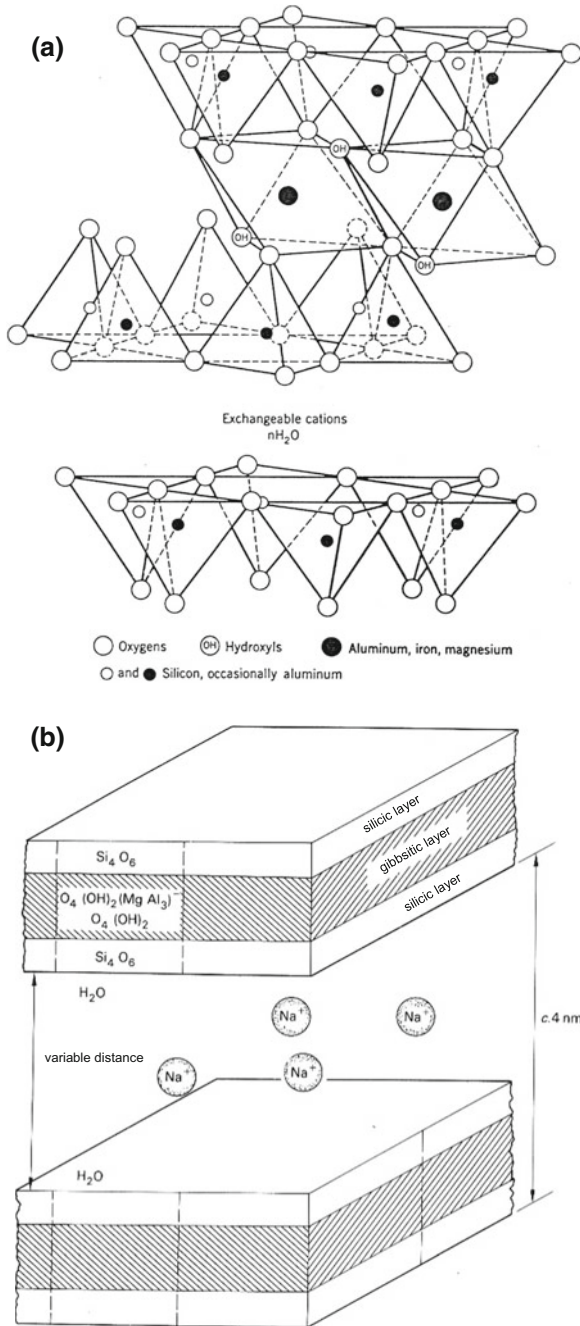 (a)
OH
OH
OH
Exchangeable cations
nH₂O
Oxygens
OH Hydroxyls
Aluminum, iron, magnesium
and Silicon, occasionally aluminum
(b)
silicic layer
gibbsitic layer
silicic layer
Si₄ O₆
O₄ (OH)₂(Mg Al₃)⁻
O₄ (OH)₂
Si₄ O₆
H₂O
Na⁺
Na⁺
c.4 nm
variable distance
Na⁺
Na⁺
H₂O